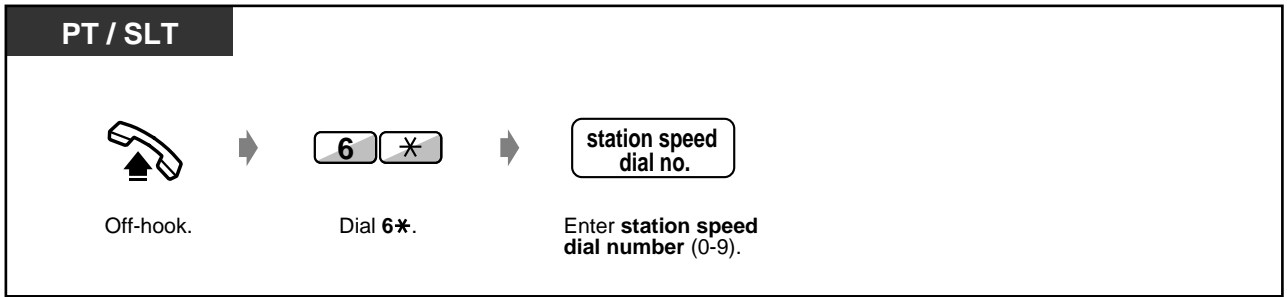 PT / SLT
6
station speed
dial no.
Off-hook.
Dial 6✳.
Enter station speed
dial number (0-9).